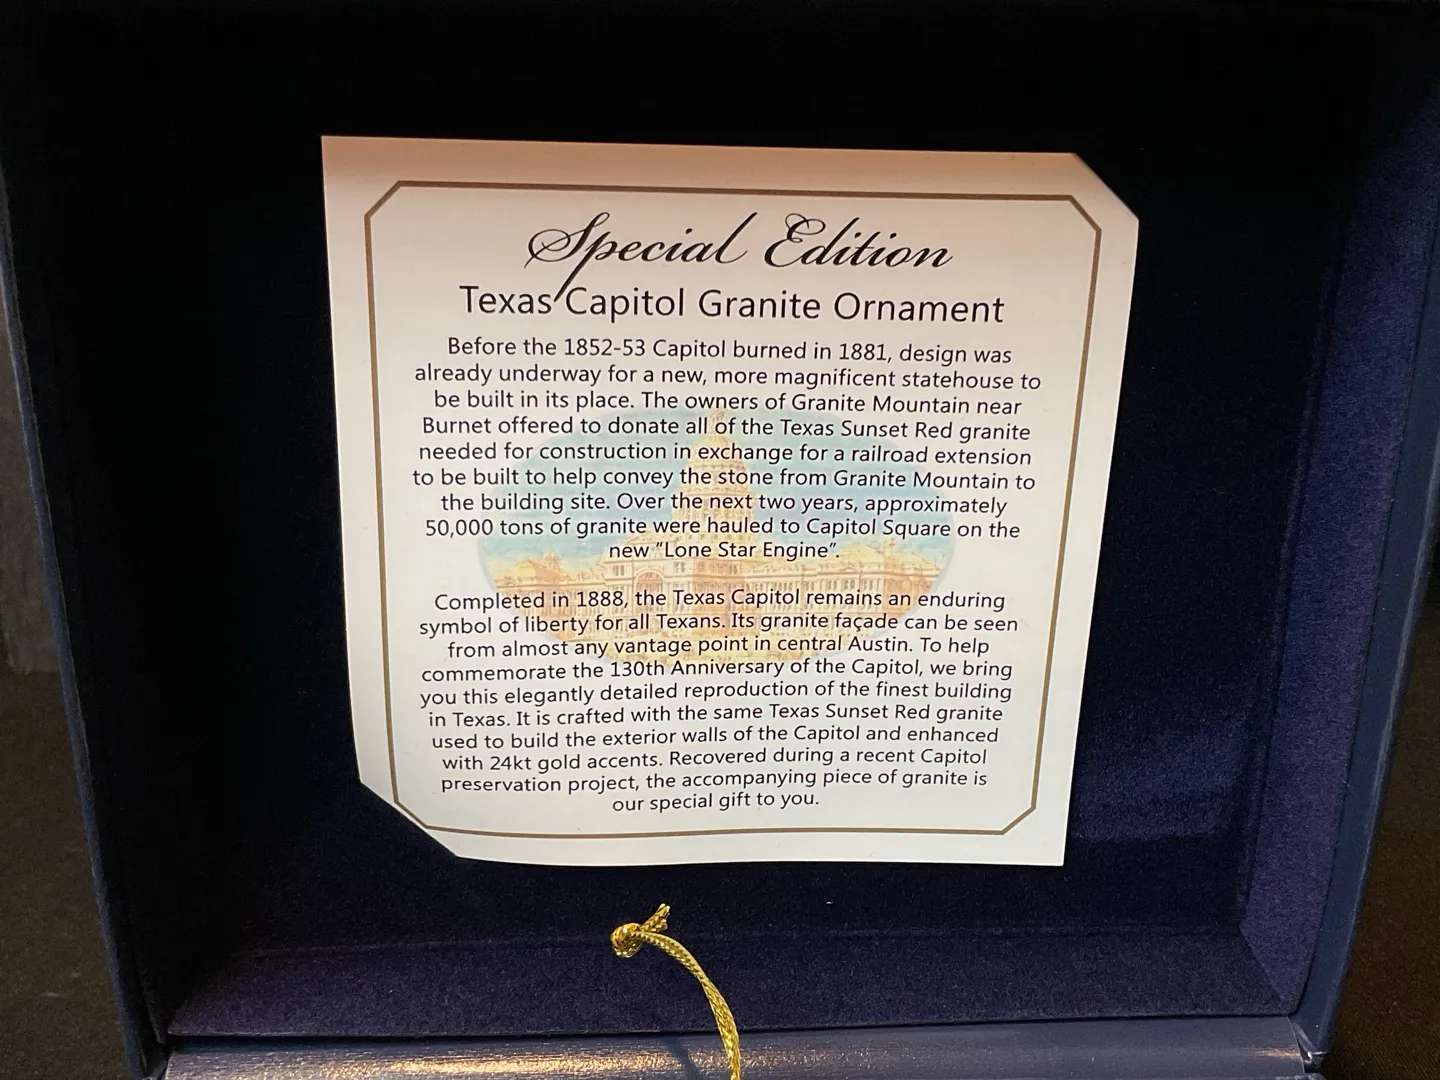 Special Edition
Texas Capitol Granite Ornament
Before the 1852-53 Capitol burned in 1881, design was
already underway for a new, more magnificent statehouse to
be built in its place. The owners of Granite Mountain near
Burnet offered to donate all of the Texas Sunset Red granite
needed for construction in exchange for a railroad extension
to be built to help convey the stone from Granite Mountain to
the building site. Over the next two years, approximately
50,000 tons of granite were hauled to Capitol Square on the
new “Lone Star Engine”.
Completed in 1888, the Texas Capitol remains an enduring
symbol of liberty for all Texans. Its granite façade can be seen
from almost any vantage point in central Austin. To help
commemorate the 130th Anniversary of the Capitol, we bring
you this elegantly detailed reproduction of the finest building
in Texas. It is crafted with the same Texas Sunset Red granite
used to build the exterior walls of the Capitol and enhanced
with 24kt gold accents. Recovered during a recent Capitol
preservation project, the accompanying piece of granite is
our special gift to you.